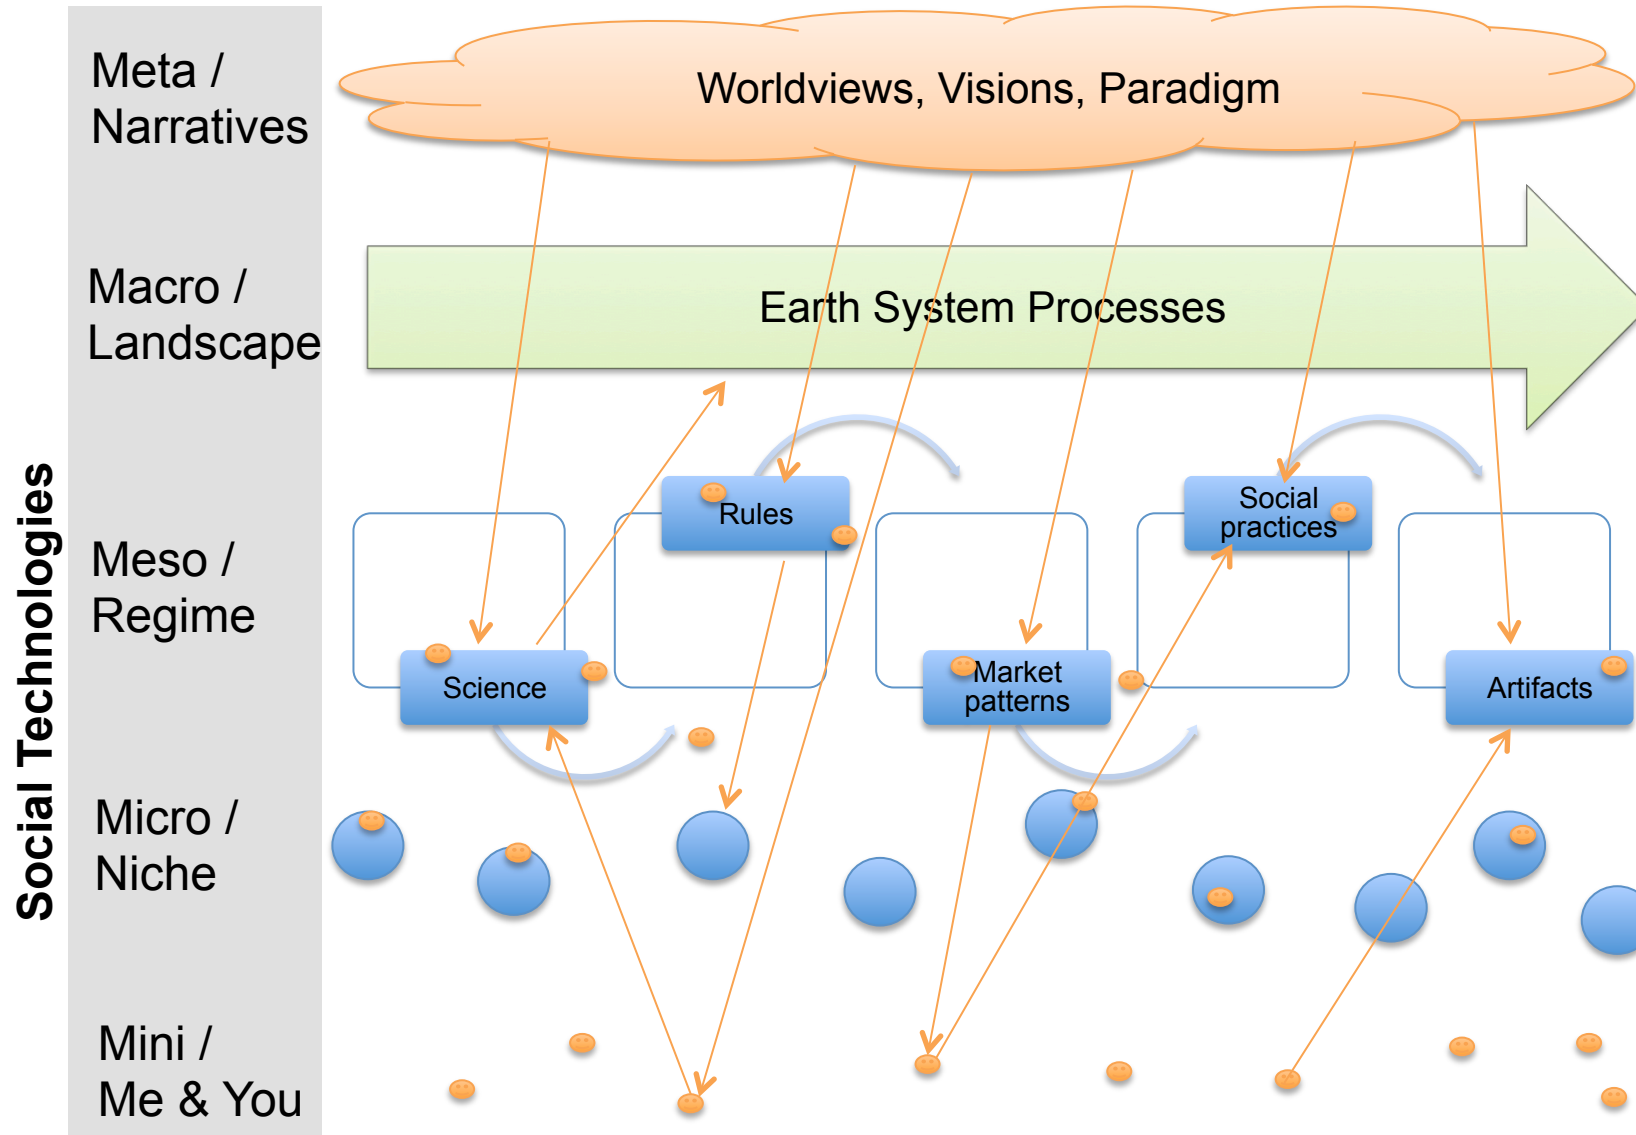 Meta /
Narratives
Worldviews, Visions, Paradigm
Macro /
Landscape
Earth System Processes
Social Technologies
Meso /
Regime
Rules
Social
practices
Science
Market
patterns
Artifacts
Micro /
Niche
Mini /
Me & You